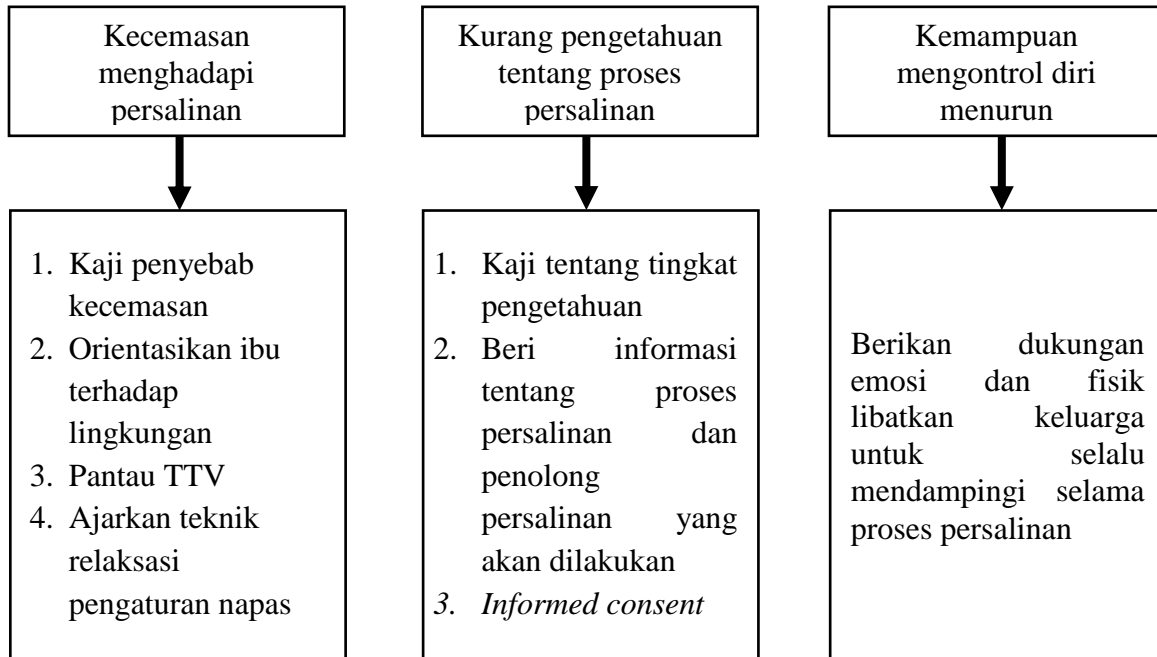 Kecemasan
menghadapi
persalinan
Kurang pengetahuan
tentang proses
persalinan
Kemampuan
mengontrol diri
menurun
1. Kaji penyebab
kecemasan
2. Orientasikan ibu
terhadap
lingkungan
3. Pantau TTV
4. Ajarkan teknik
relaksasi
pengaturan napas
1. Kaji tentang tingkat
pengetahuan
2. Beri informasi
tentang proses
persalinan dan
penolong
persalinan yang
akan dilakukan
3. Informed consent
Berikan dukungan
emosi dan fisik
libatkan keluarga
untuk selalu
mendampingi selama
proses persalinan